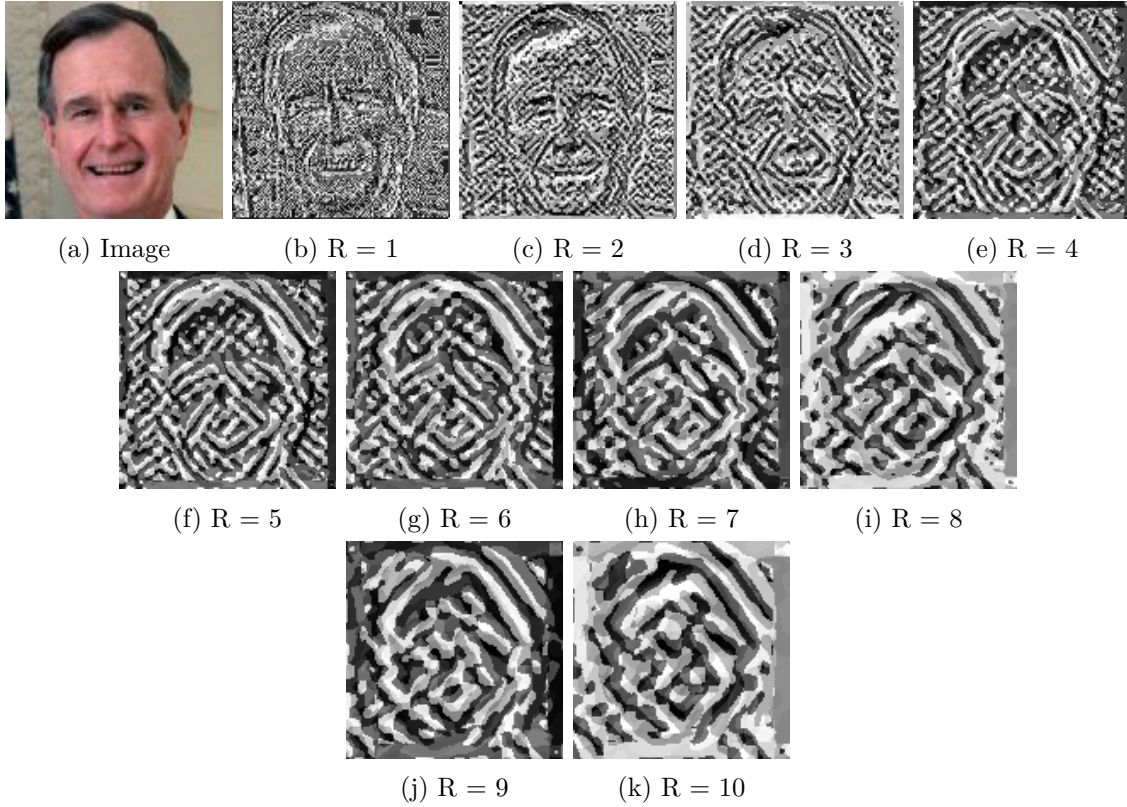 (a) Image
(b) R = 1
(c) R = 2
(d) R = 3
(e) R = 4
(f) R = 5
(g) R = 6
(h) R = 7
(i) R = 8
(j) R = 9
(k) R = 10